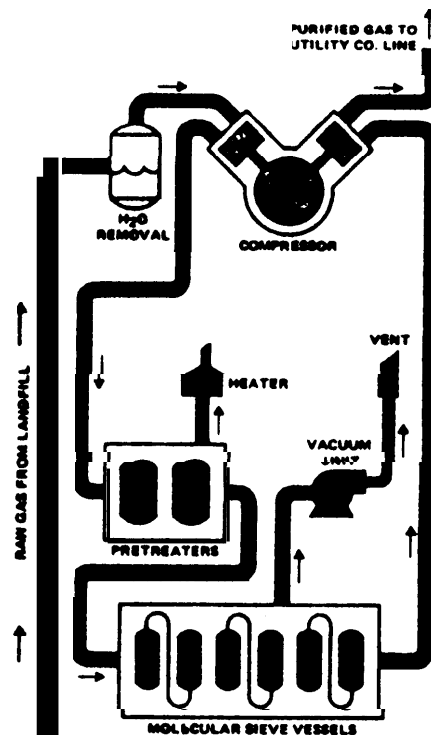 PURIFIED GAS TO
UTILITY CO. LINE
H₂O
REMOVAL
COMPRESSOR
RAW GAS FROM LANDFILL
HEATER
VENT
VACUUM
PRETREATERS
MOLECULAR SIEVE VESSELS